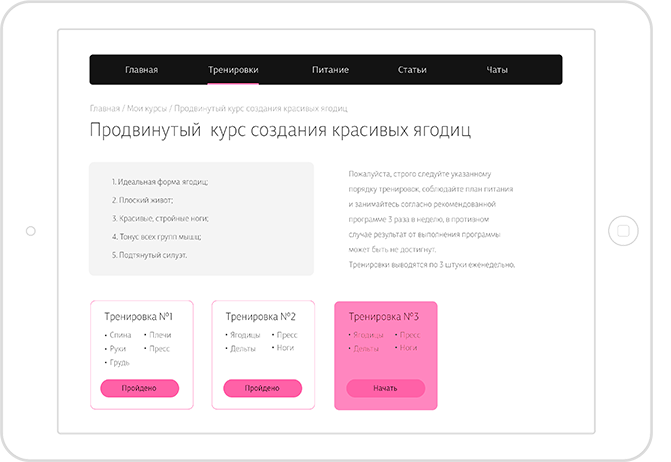 Главная Тренировки Питание Статьи Чаты
Главная / Мои курсы / Продвинутый курс создания красивых ягодиц
Продвинутый курс создания красивых ягодиц
1. Идеальная форма ягодиц;
2. Плоский живот;
3. Красивые, стройные ноги;
4. Тонус всех групп мышц;
5. Подтянутый силуэт.
Пожалуйста, строго следуйте указанному
порядку тренировок, соблюдайте план питания
и занимайтесь согласно рекомендованной
программе 3 раза в неделю, в противном
случае результат от выполнения программы
может быть не достигнут.
Тренировки выводятся по 3 штуки еженедельно.
Тренировка №1
• Спина • Плечи
• Руки • Пресс
• Грудь
Пройдено
Тренировка №2
• Ягодицы • Пресс
• Дельты • Ноги
Пройдено
Тренировка №3
• Ягодицы • Пресс
• Дельты • Ноги
Начать